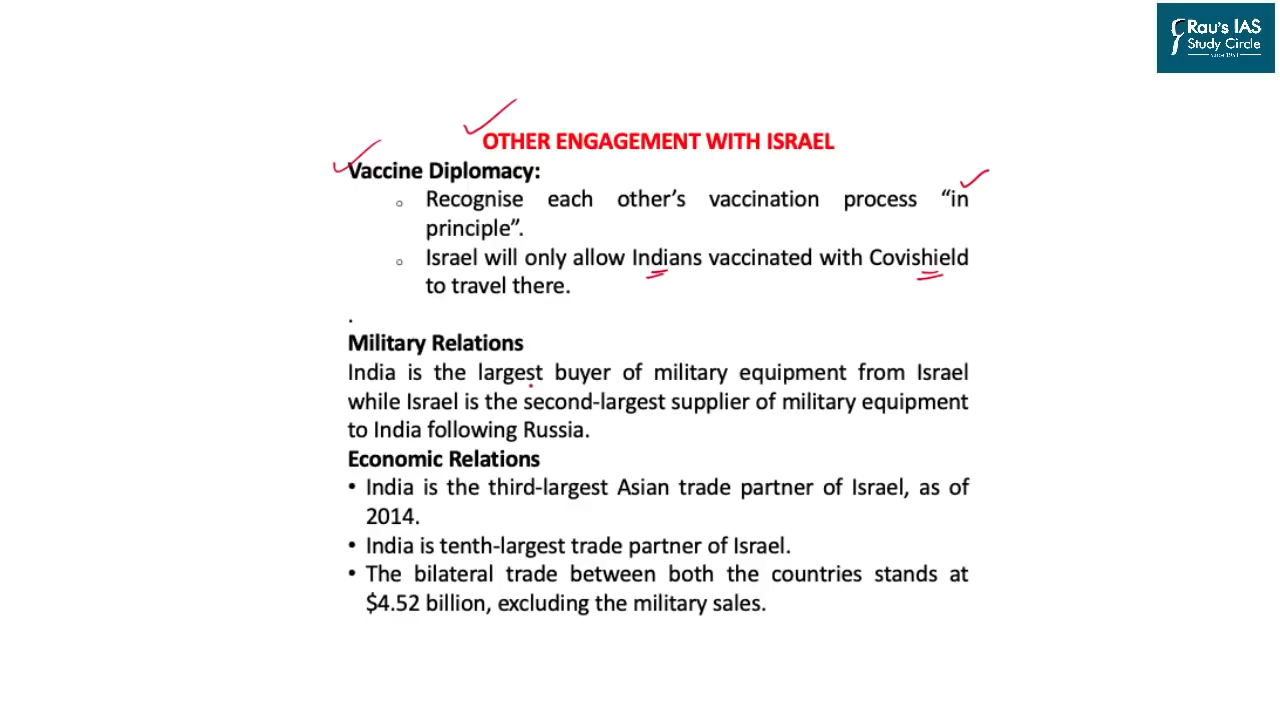 Rau's IAS
Study Circle
since 1953
OTHER ENGAGEMENT WITH ISRAEL
Vaccine Diplomacy:
○ Recognise each other's vaccination process “in
principle”.
○ Israel will only allow Indians vaccinated with Covishield
to travel there.
.
Military Relations
India is the largest buyer of military equipment from Israel
while Israel is the second-largest supplier of military equipment
to India following Russia.
Economic Relations
• India is the third-largest Asian trade partner of Israel, as of
2014.
• India is tenth-largest trade partner of Israel.
• The bilateral trade between both the countries stands at
$4.52 billion, excluding the military sales.